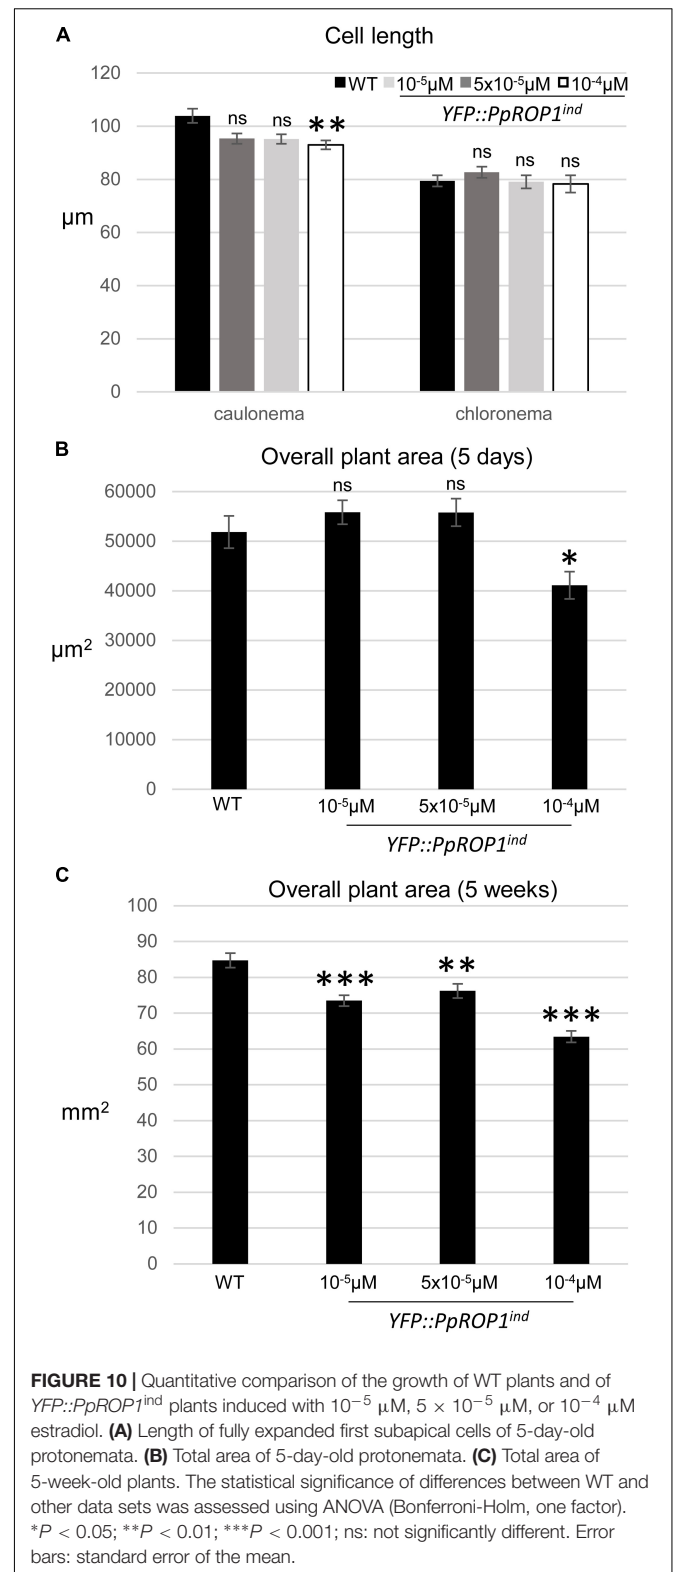 A
Cell length
120
WT 10⁻⁵µM 5x10⁻⁵µM 10⁻⁴µM
YFP::PpROP1ⁱⁿᵈ
100
ns ns **
ns ns ns
80
µm
60
40
20
0
caulonema chloronema
B
Overall plant area (5 days)
60000
ns ns
50000
*
40000
µm²
30000
20000
10000
0
WT 10⁻⁵µM 5x10⁻⁵µM 10⁻⁴µM
YFP::PpROP1ⁱⁿᵈ
C
Overall plant area (5 weeks)
100
90
80
*** **
70
***
60
50
mm²
40
30
20
10
0
WT 10⁻⁵µM 5x10⁻⁵µM 10⁻⁴µM
YFP::PpROP1ⁱⁿᵈ
FIGURE 10 | Quantitative comparison of the growth of WT plants and of
YFP::PpROP1ⁱⁿᵈ plants induced with 10⁻⁵ µM, 5 × 10⁻⁵ µM, or 10⁻⁴ µM
estradiol. (A) Length of fully expanded first subapical cells of 5-day-old
protonemata. (B) Total area of 5-day-old protonemata. (C) Total area of
5-week-old plants. The statistical significance of differences between WT and
other data sets was assessed using ANOVA (Bonferroni-Holm, one factor).
*P < 0.05; **P < 0.01; ***P < 0.001; ns: not significantly different. Error
bars: standard error of the mean.